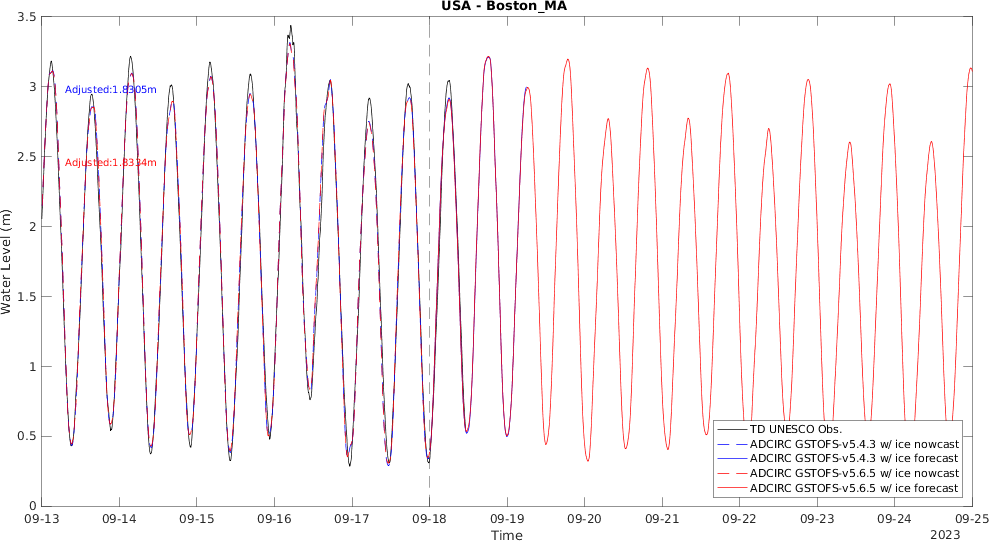 USA - Boston_MA
3.5
3
2.5
2
1.5
1
0.5
0
Water Level (m)
Adjusted:1.8305m
Adjusted:1.8334m
TD UNESCO Obs.
ADCIRC GSTOFS-v5.4.3 w/ ice nowcast
ADCIRC GSTOFS-v5.4.3 w/ ice forecast
ADCIRC GSTOFS-v5.6.5 w/ ice nowcast
ADCIRC GSTOFS-v5.6.5 w/ ice forecast
09-13 09-14 09-15 09-16 09-17 09-18 09-19 09-20 09-21 09-22 09-23 09-24 09-25
Time
2023